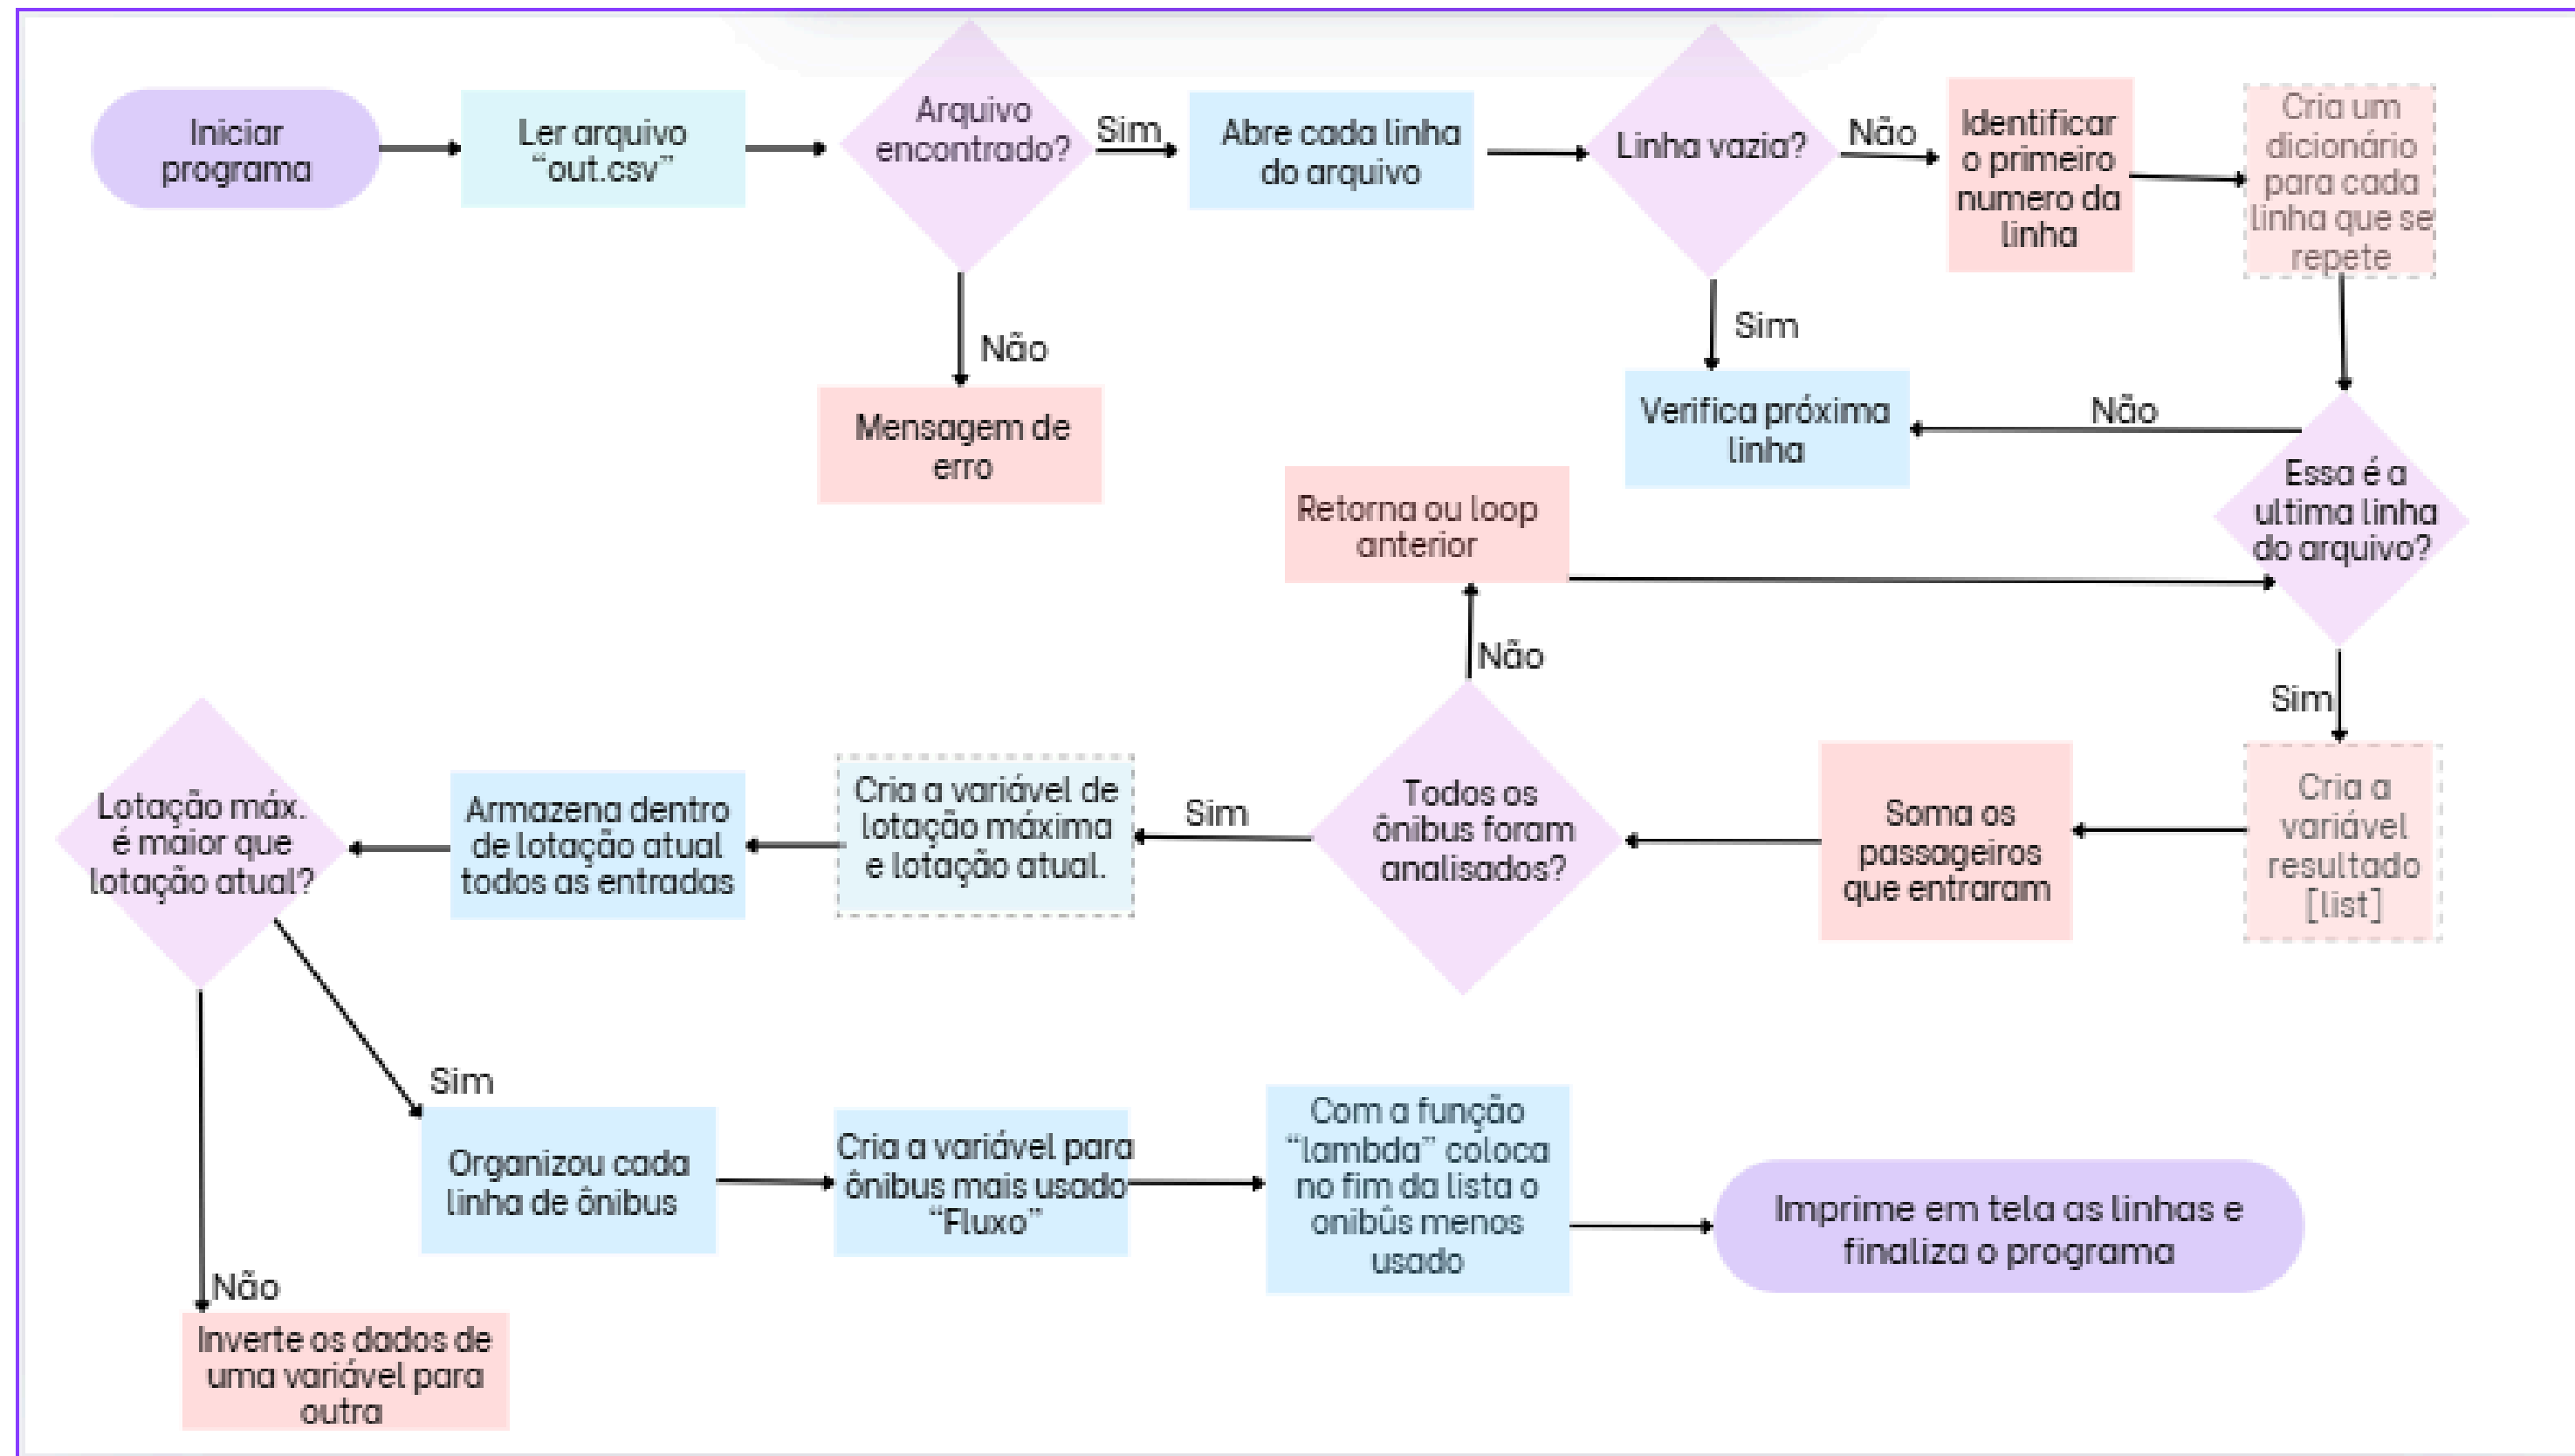 Iniciar
programa
Ler arquivo
“out.csv”
Arquivo
encontrado?
Sim
Abre cada linha
do arquivo
Linha vazia?
Não
Identificar
o primeiro
numero da
linha
Cria um
dicionário
para cada
linha que se
repete
Não
Mensagem de
erro
Sim
Verifica próxima
linha
Não
Essa é a
ultima linha
do arquivo?
Retorna ou loop
anterior
Não
Sim
Cria a
variável
resultado
[list]
Soma os
passageiros
que entraram
Todos os
ônibus foram
analisados?
Sim
Cria a variável de
lotação máxima
e lotação atual.
Armazena dentro
de lotação atual
todos as entradas
Lotação máx.
é maior que
lotação atual?
Sim
Organizou cada
linha de ônibus
Cria a variável para
ônibus mais usado
“Fluxo”
Com a função
“lambda” coloca
no fim da lista o
onibûs menos
usado
Imprime em tela as linhas e
finaliza o programa
Não
Inverte os dados de
uma variável para
outra